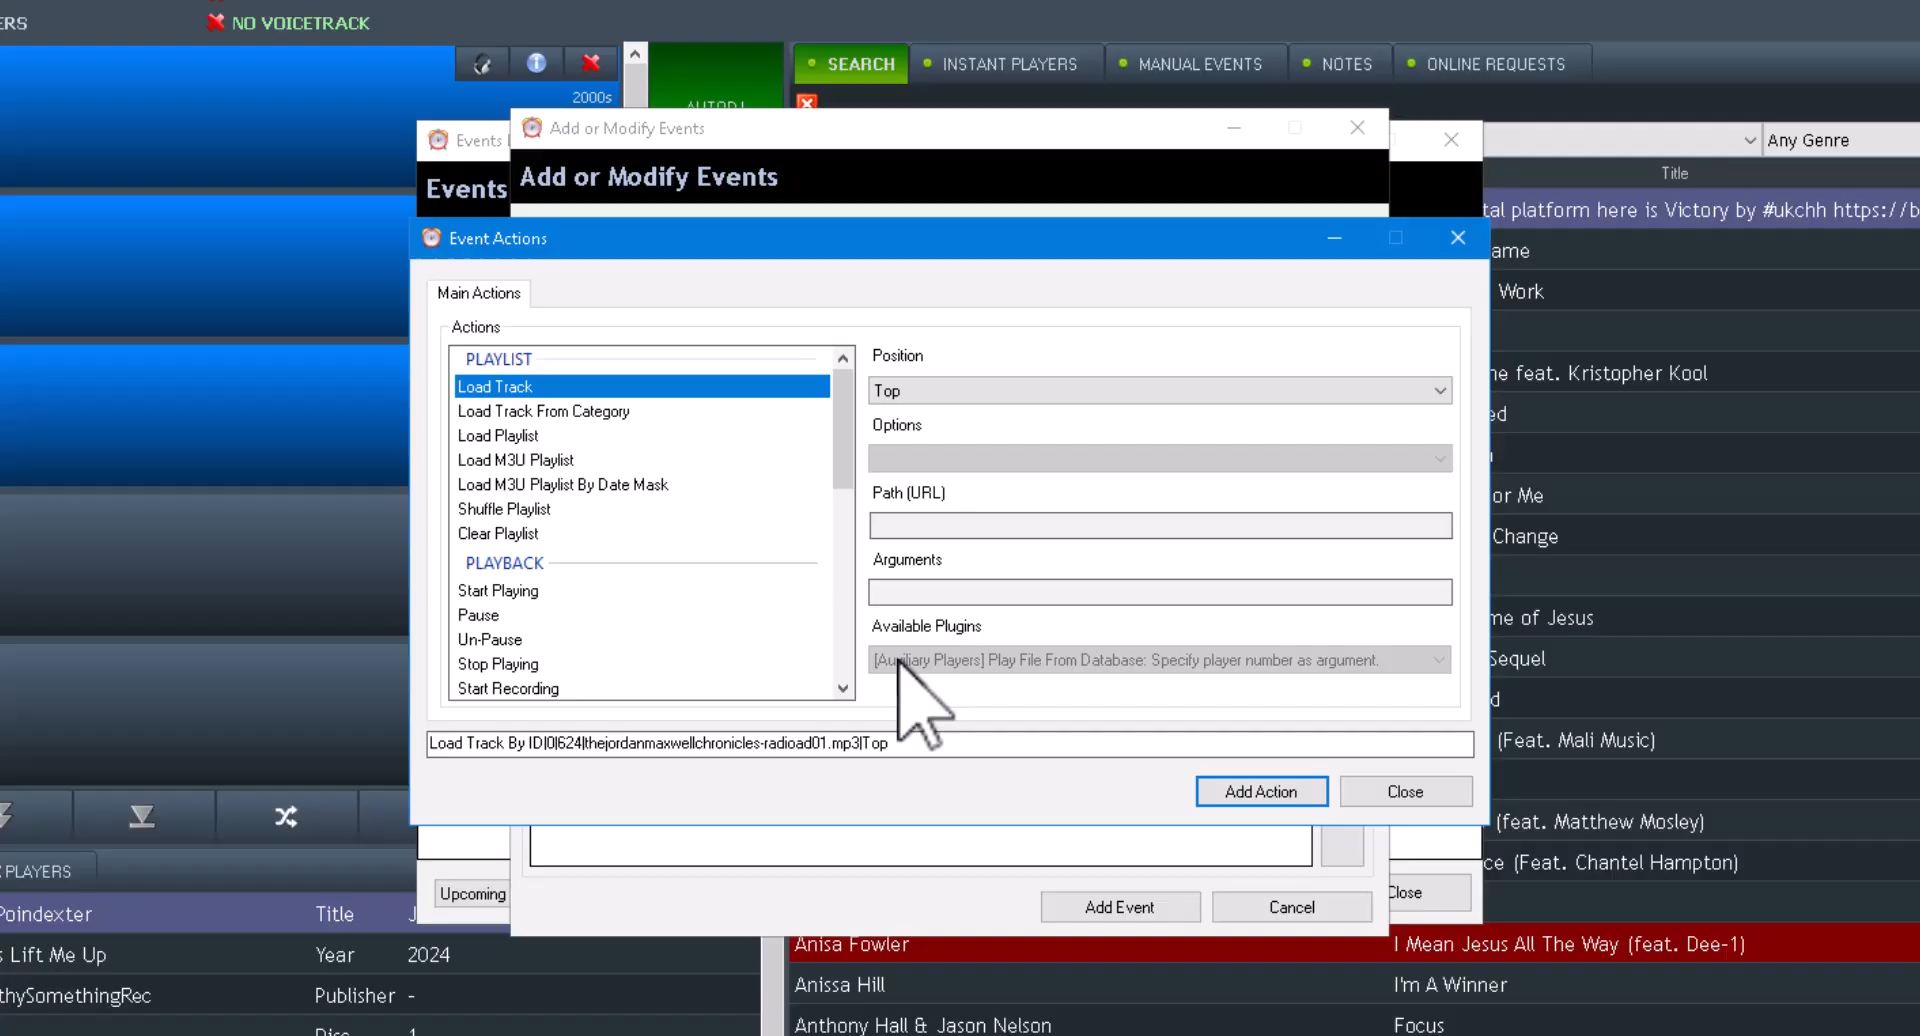 ERS
NO VOICETRACK
2000s
SEARCH
INSTANT PLAYERS
MANUAL EVENTS
NOTES
ONLINE REQUESTS
Events
Add or Modify Events
Any Genre
Title
Events
Add or Modify Events
tal platform here is Victory by #ukchh https://b
Event Actions
ame
Main Actions
Work
Actions
PLAYLIST
Position
Load Track
Top
ne feat. Kristopher Kool
Load Track From Category
ed
Options
Load Playlist
Load M3U Playlist
Load M3U Playlist By Date Mask
Path (URL)
or Me
Shuffle Playlist
Clear Playlist
Change
PLAYBACK
Arguments
Start Playing
Pause
me of Jesus
Available Plugins
Un-Pause
Stop Playing
[Auxiliary Players] Play File From Database: Specify player number as argument.
Sequel
Start Recording
d
Load Track By ID|0|624|thejordanmaxwellchronicles-radioad01.mp3|Top
(Feat. Mali Music)
Add Action
Close
(feat. Matthew Mosley)
PLAYERS
ce (Feat. Chantel Hampton)
Upcoming
Add Event
Cancel
Close
Poindexter
Title
J
Anisa Fowler
I Mean Jesus All The Way (feat. Dee-1)
s Lift Me Up
Year
2024
Anissa Hill
I'm A Winner
thySomethingRec
Publisher
-
Anthony Hall & Jason Nelson
Focus
Disc
1